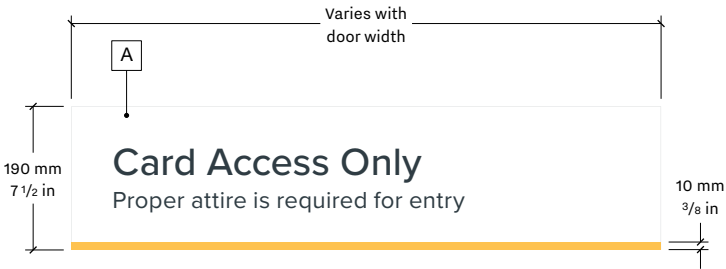 Varies with
door width
A
Card Access Only
Proper attire is required for entry
190 mm
7 1/2 in
10 mm
3/8 in